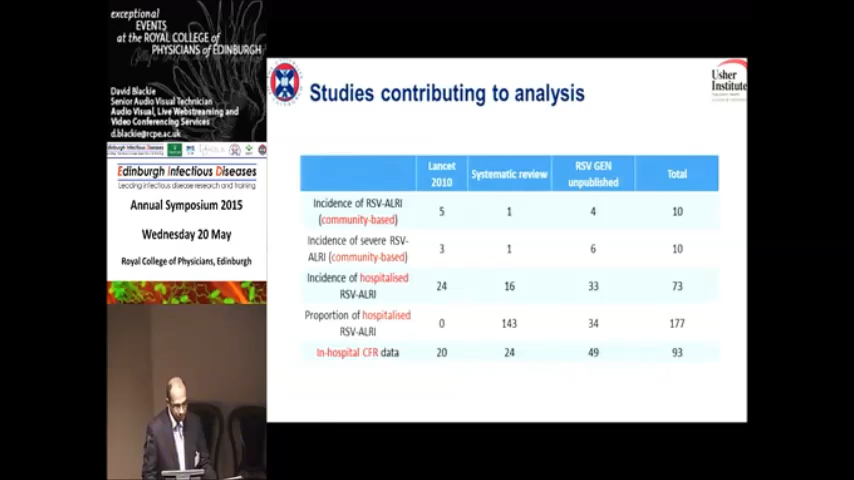 exceptional
EVENTS
at the ROYAL COLLEGE of
PHYSICIANS of EDINBURGH
David Blackie
Senior Audio Visual Technician
Audio Visual, Live Webstreaming and
Video Conferencing Services
d.blackie@rcpe.ac.uk
Edinburgh Infectious Diseases
Leading infectious disease research and training
Annual Symposium 2015
Wednesday 20 May
Royal College of Physicians, Edinburgh
Usher
Institute
Studies contributing to analysis
Lancet 2010 Systematic review RSV GEN unpublished Total
Incidence of RSV-ALRI (community-based) 5 1 4 10
Incidence of severe RSV-ALRI (community-based) 3 1 6 10
Incidence of hospitalised RSV-ALRI 24 16 33 73
Proportion of hospitalised RSV-ALRI 0 143 34 177
In-hospital CFR data 20 24 49 93